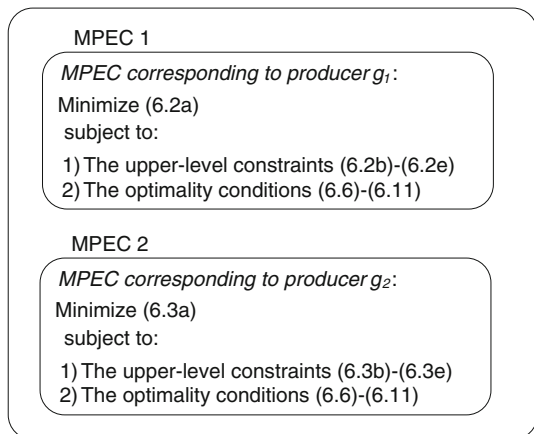 MPEC 1
MPEC corresponding to producer g1:
Minimize (6.2a)
subject to:
1) The upper-level constraints (6.2b)-(6.2e)
2) The optimality conditions (6.6)-(6.11)
MPEC 2
MPEC corresponding to producer g2:
Minimize (6.3a)
subject to:
1) The upper-level constraints (6.3b)-(6.3e)
2) The optimality conditions (6.6)-(6.11)